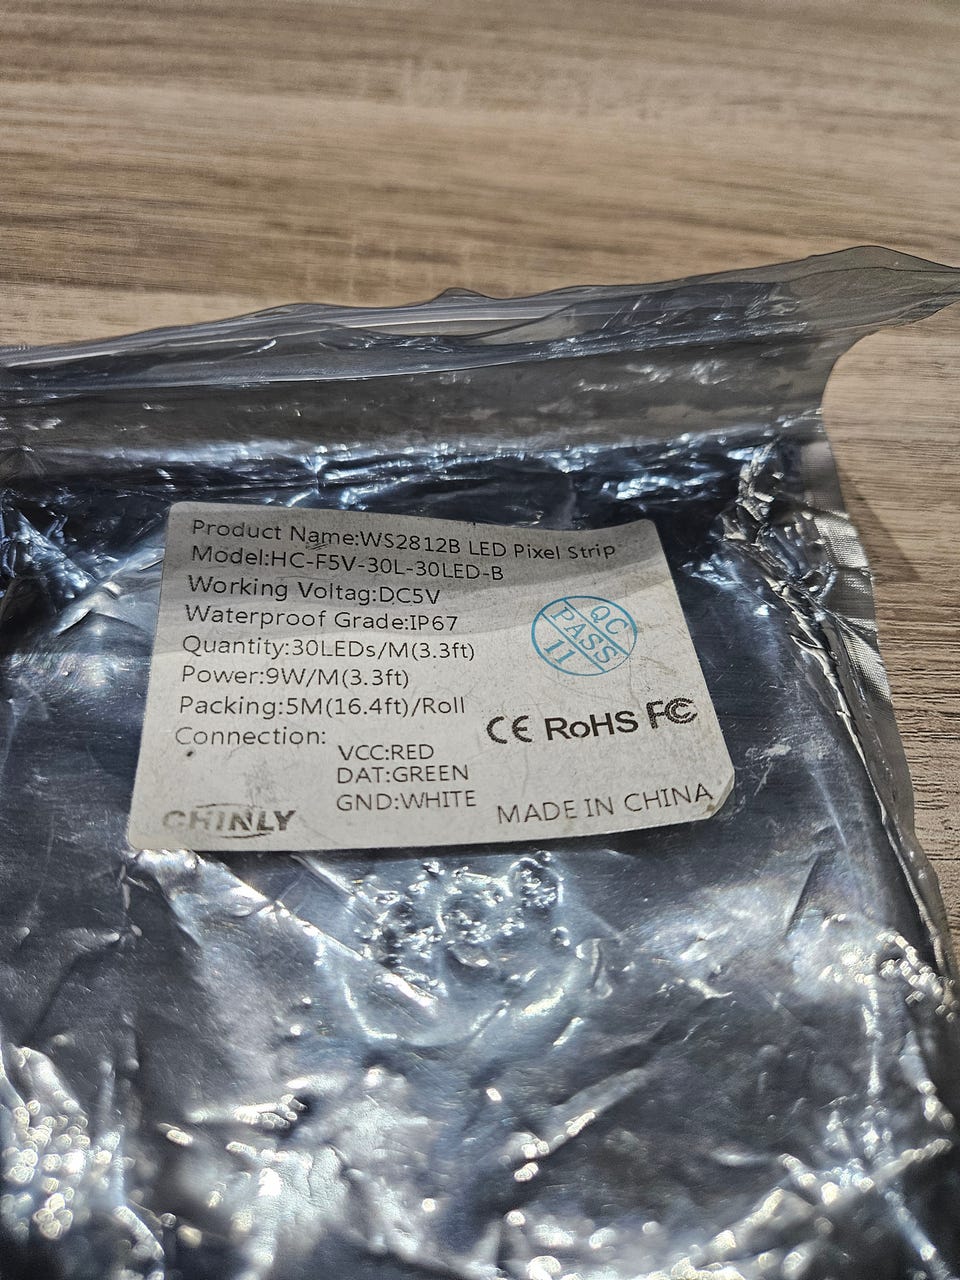 Product Name:WS2812B LED Pixel Strip
Model:HC-F5V-30L-30LED-B
Working Voltag:DC5V
Waterproof Grade:IP67
Quantity:30LEDs/M(3.3ft)
Power:9W/M(3.3ft)
Packing:5M(16.4ft)/Roll
Connection:
VCC:RED
DAT:GREEN
GND:WHITE
CHINLY
QC
PASS
11
CE RoHS FC
MADE IN CHINA